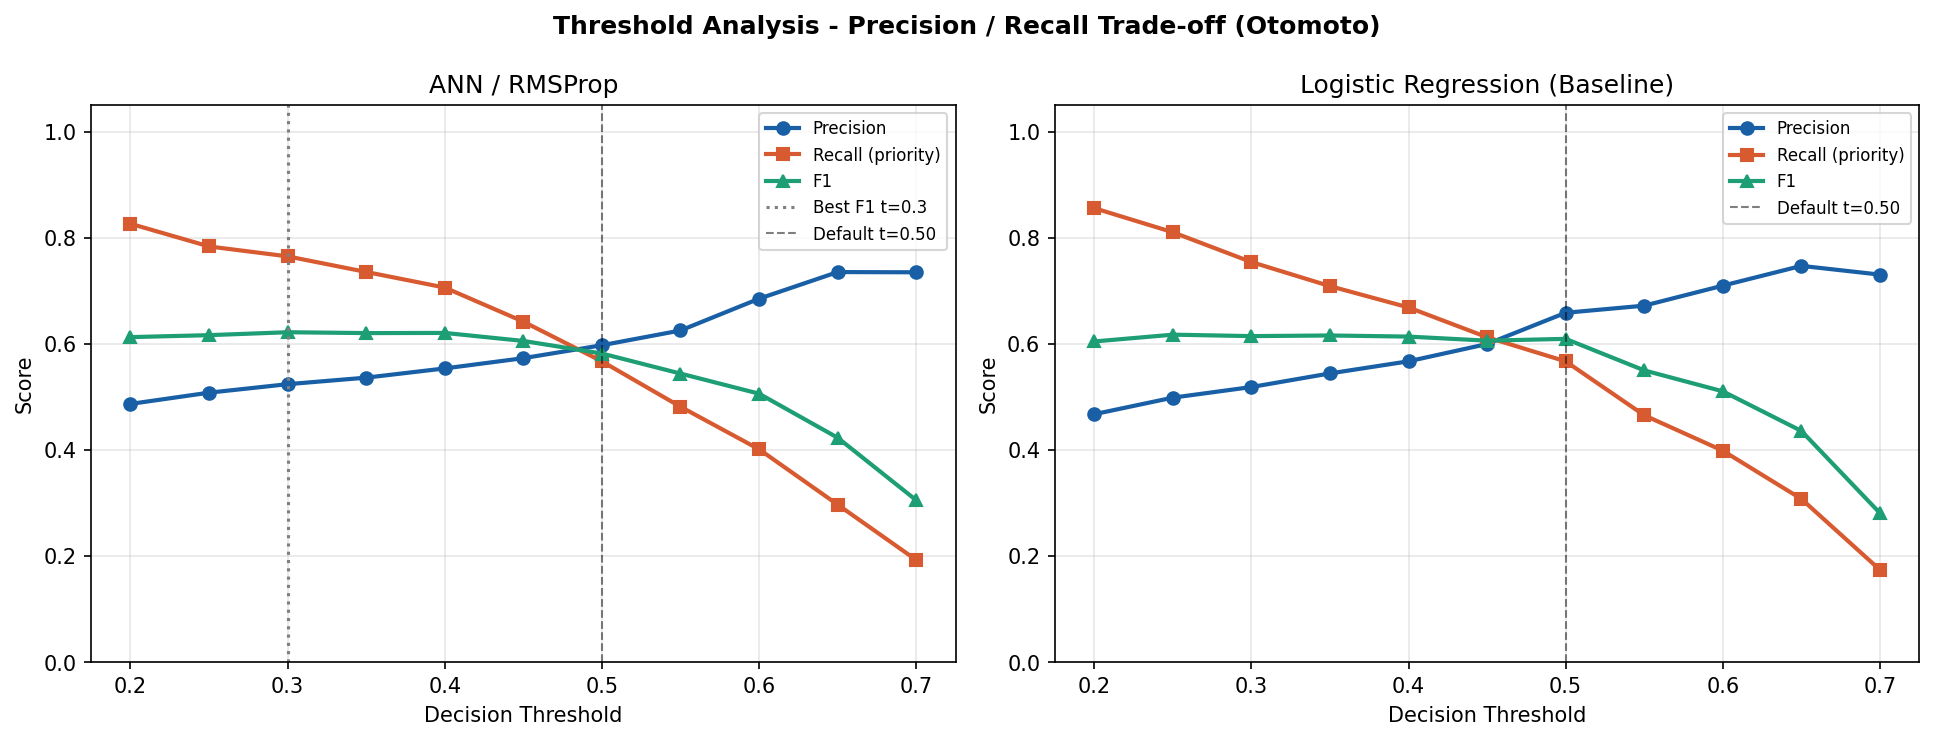 Threshold Analysis - Precision / Recall Trade-off (Otomoto)
ANN / RMSProp
1.0
0.8
0.6
0.4
0.2
0.0
Score
0.2 0.3 0.4 0.5 0.6 0.7
Decision Threshold
Precision
Recall (priority)
F1
Best F1 t=0.3
Default t=0.50
Logistic Regression (Baseline)
1.0
0.8
0.6
0.4
0.2
0.0
Score
0.2 0.3 0.4 0.5 0.6 0.7
Decision Threshold
Precision
Recall (priority)
F1
Default t=0.50